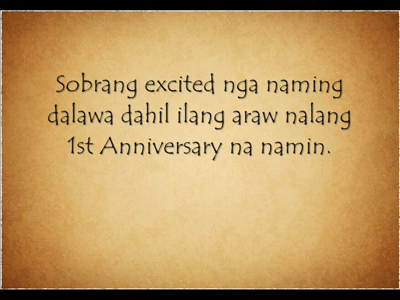 Sobrang excited nga naming
dalawa dahil ilang araw nalang
1st Anniversary na namin.